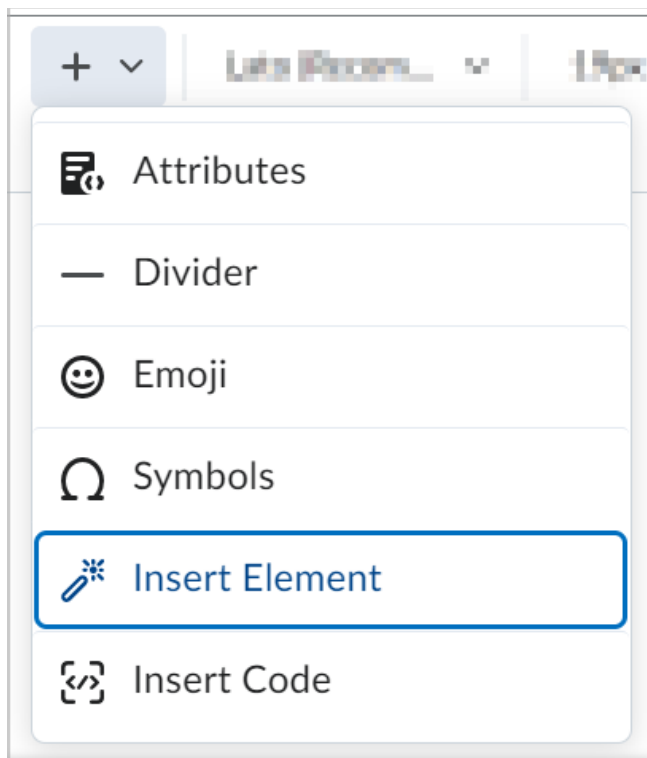 Attributes
Divider
Emoji
Symbols
Insert Element
Insert Code